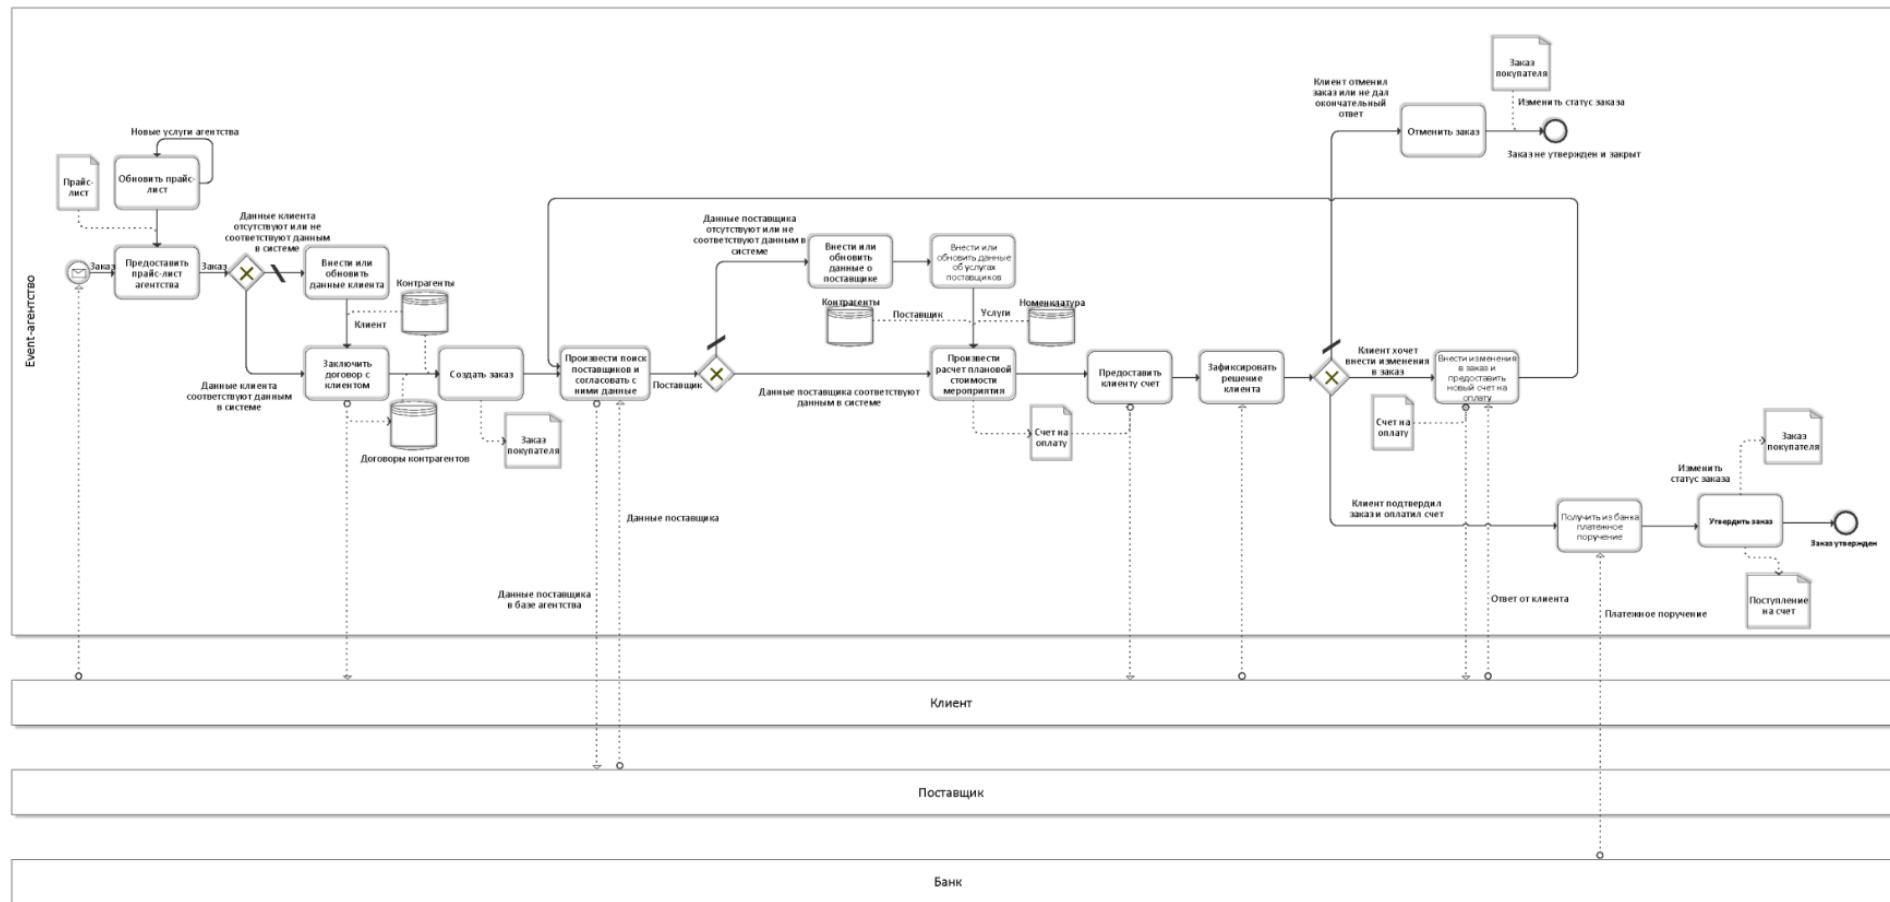 Event-агентство
Новые услуги агентства
Прайс-
лист
Обновить прайс-
лист
Заказ
Предоставить
прайс-лист
агентства
Заказ
Данные клиента
отсутствуют или не
соответствуют данным
в системе
Внести или
обновить
данные клиента
Контрагенты
Клиент
Данные клиента
соответствуют данным
в системе
Заключить
договор с
клиентом
Договоры контрагентов
Создать заказ
Заказ
покупателя
Произвести поиск
поставщиков и
согласовать с
ними данные
Поставщик
Данные поставщика
Данные поставщика
в базе агентства
Данные поставщика
отсутствуют или не
соответствуют данным в
системе
Внести или
обновить
данные о
поставщике
Внести или
обновить данные
об услугах
поставщиков
Контрагенты
Поставщик
Услуги
Номенклатура
Данные поставщика соответствуют
данным в системе
Произвести
расчет плановой
стоимости
мероприятия
Счет на
оплату
Предоставить
клиенту счет
Зафиксировать
решение
клиента
Клиент отменил
заказ или не дал
окончательный
ответ
Отменить заказ
Заказ
покупателя
Изменить статус заказа
Заказ не утвержден и закрыт
Клиент хочет
внести изменения
в заказ
Внести изменения
в заказ и
предоставить
новый счет на
оплату
Счет на
оплату
Ответ от клиента
Клиент подтвердил
заказ и оплатил счет
Получить из банка
платежное
поручение
Платежное поручение
Изменить
статус заказа
Заказ
покупателя
Утвердить заказ
Заказ утвержден
Поступление
на счет
Клиент
Поставщик
Банк